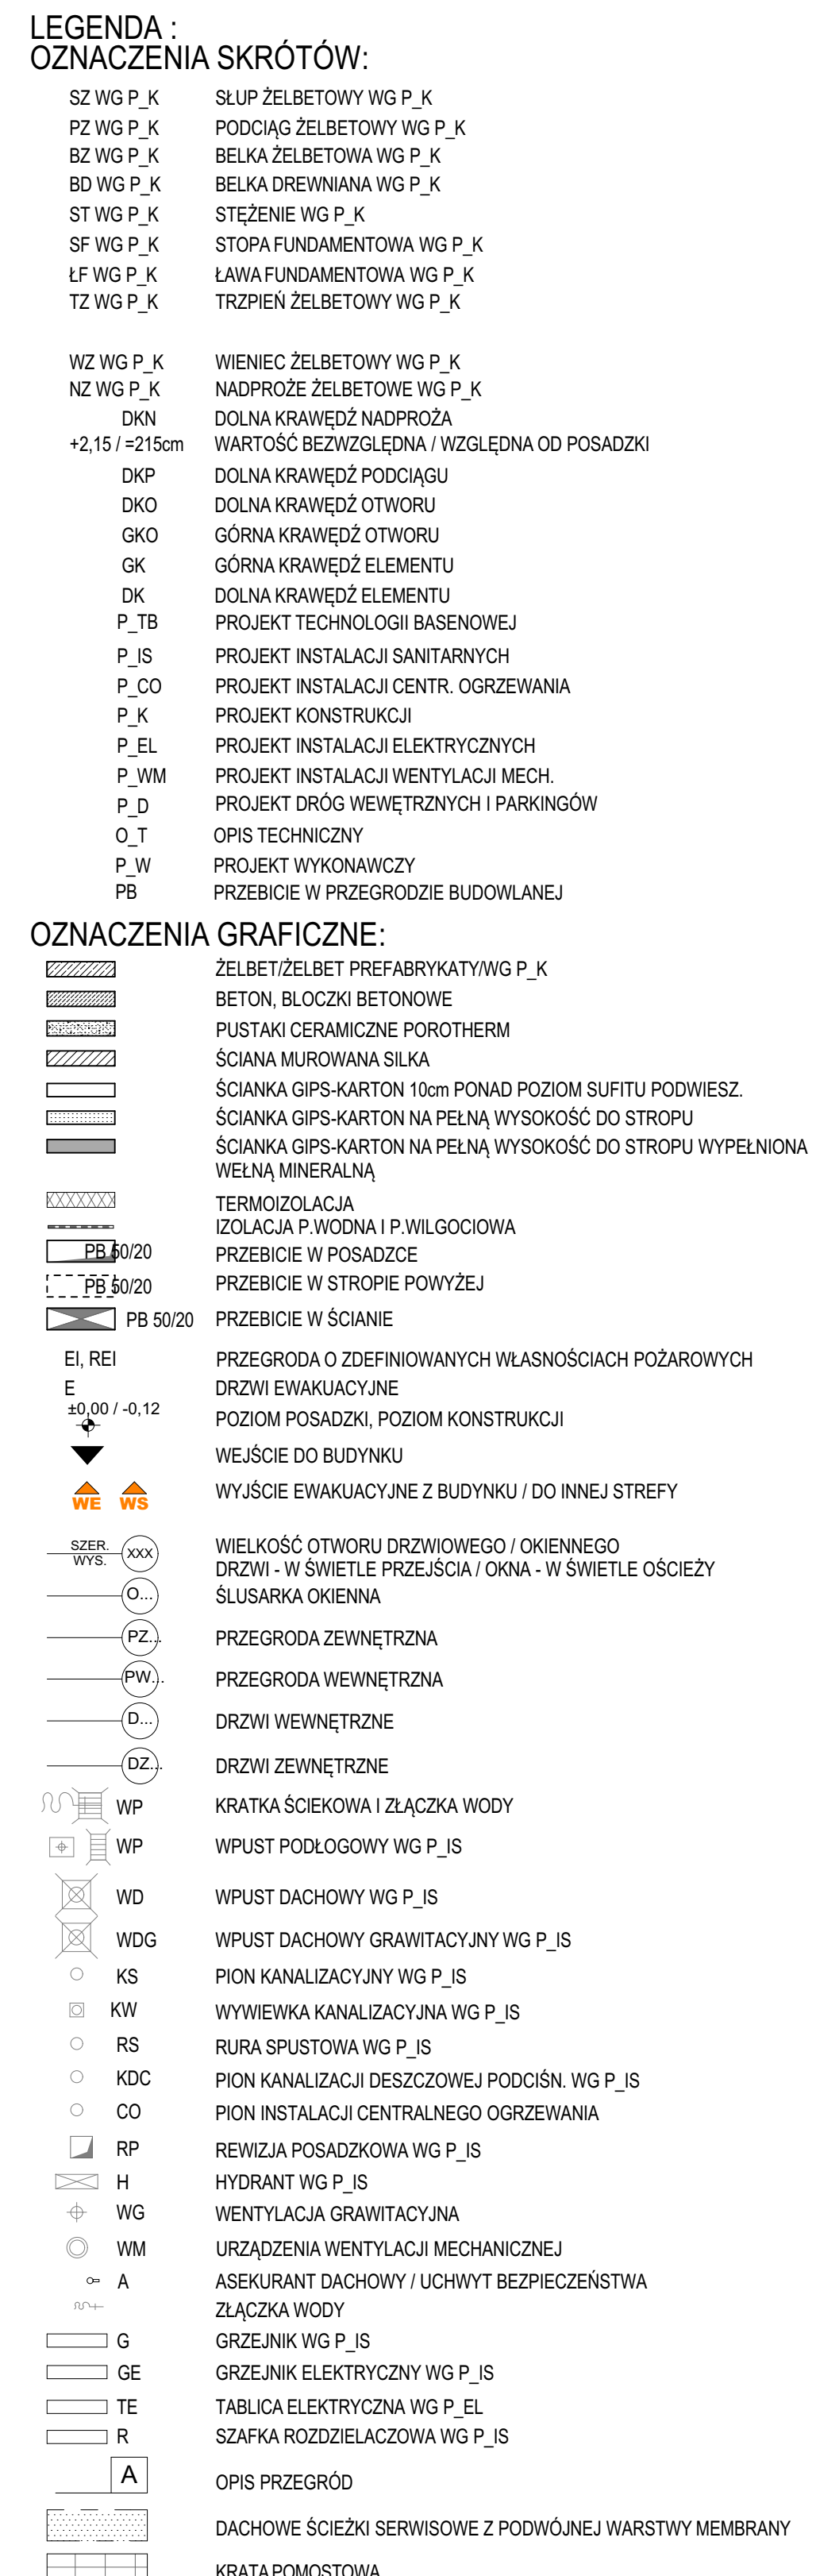 LEGENDA :
OZNACZENIA SKRÓTÓW:
SZ WG P_K SŁUP ŻELBETOWY WG P_K
PZ WG P_K PODCIĄG ŻELBETOWY WG P_K
BZ WG P_K BELKA ŻELBETOWA WG P_K
BD WG P_K BELKA DREWNIANA WG P_K
ST WG P_K STĘŻENIE WG P_K
SF WG P_K STOPA FUNDAMENTOWA WG P_K
ŁF WG P_K ŁAWA FUNDAMENTOWA WG P_K
TZ WG P_K TRZPIEŃ ŻELBETOWY WG P_K
WZ WG P_K WIENIEC ŻELBETOWY WG P_K
NZ WG P_K NADPROŻE ŻELBETOWE WG P_K
DKN DOLNA KRAWĘDŹ NADPROŻA
+2,15 / =215cm WARTOŚĆ BEZWZGLĘDNA / WZGLĘDNA OD POSADZKI
DKP DOLNA KRAWĘDŹ PODCIĄGU
DKO DOLNA KRAWĘDŹ OTWORU
GKO GÓRNA KRAWĘDŹ OTWORU
GK GÓRNA KRAWĘDŹ ELEMENTU
DK DOLNA KRAWĘDŹ ELEMENTU
P_TB PROJEKT TECHNOLOGII BASENOWEJ
P_IS PROJEKT INSTALACJI SANITARNYCH
P_CO PROJEKT INSTALACJI CENTR. OGRZEWANIA
P_K PROJEKT KONSTRUKCJI
P_EL PROJEKT INSTALACJI ELEKTRYCZNYCH
P_WM PROJEKT INSTALACJI WENTYLACJI MECH.
P_D PROJEKT DRÓG WEWĘTRZNYCH I PARKINGÓW
O_T OPIS TECHNICZNY
P_W PROJEKT WYKONAWCZY
PB PRZEBICIE W PRZEGRODZIE BUDOWLANEJ
OZNACZENIA GRAFICZNE:
ŻELBET/ŻELBET PREFABRYKATY/WG P_K
BETON, BLOCZKI BETONOWE
PUSTAKI CERAMICZNE POROTHERM
ŚCIANA MUROWANA SILKA
ŚCIANKA GIPS-KARTON 10cm PONAD POZIOM SUFITU PODWIESZ.
ŚCIANKA GIPS-KARTON NA PEŁNĄ WYSOKOŚĆ DO STROPU
ŚCIANKA GIPS-KARTON NA PEŁNĄ WYSOKOŚĆ DO STROPU WYPEŁNIONA
WEŁNĄ MINERALNĄ
TERMOIZOLACJA
IZOLACJA P.WODNA I P.WILGOCIOWA
PB 50/20 PRZEBICIE W POSADZCE
PB 50/20 PRZEBICIE W STROPIE POWYŻEJ
PB 50/20 PRZEBICIE W ŚCIANIE
EI, REI PRZEGRODA O ZDEFINIOWANYCH WŁASNOŚCIACH POŻAROWYCH
E DRZWI EWAKUACYJNE
±0,00 / -0,12
POZIOM POSADZKI, POZIOM KONSTRUKCJI
WEJŚCIE DO BUDYNKU
WE WS WYJŚCIE EWAKUACYJNE Z BUDYNKU / DO INNEJ STREFY
SZER. XXX WIELKOŚĆ OTWORU DRZWIOWEGO / OKIENNEGO
WYS. DRZWI - W ŚWIETLE PRZEJŚCIA / OKNA - W ŚWIETLE OŚCIEŻY
O... ŚLUSARKA OKIENNA
PZ... PRZEGRODA ZEWNĘTRZNA
PW... PRZEGRODA WEWNĘTRZNA
D... DRZWI WEWNĘTRZNE
DZ... DRZWI ZEWNĘTRZNE
WP KRATKA ŚCIEKOWA I ZŁĄCZKA WODY
WP WPUST PODŁOGOWY WG P_IS
WD WPUST DACHOWY WG P_IS
WDG WPUST DACHOWY GRAWITACYJNY WG P_IS
KS PION KANALIZACYJNY WG P_IS
KW WYWIEWKA KANALIZACYJNA WG P_IS
RS RURA SPUSTOWA WG P_IS
KDC PION KANALIZACJI DESZCZOWEJ PODCIŚN. WG P_IS
CO PION INSTALACJI CENTRALNEGO OGRZEWANIA
RP REWIZJA POSADZKOWA WG P_IS
H HYDRANT WG P_IS
WG WENTYLACJA GRAWITACYJNA
WM URZĄDZENIA WENTYLACJI MECHANICZNEJ
A ASEKURANT DACHOWY / UCHWYT BEZPIECZEŃSTWA
ZŁĄCZKA WODY
G GRZEJNIK WG P_IS
GE GRZEJNIK ELEKTRYCZNY WG P_IS
TE TABLICA ELEKTRYCZNA WG P_EL
R SZAFKA ROZDZIELACZOWA WG P_IS
A OPIS PRZEGRÓD
DACHOWE ŚCIEŻKI SERWISOWE Z PODWÓJNEJ WARSTWY MEMBRANY
KRATA POMOSTOWA